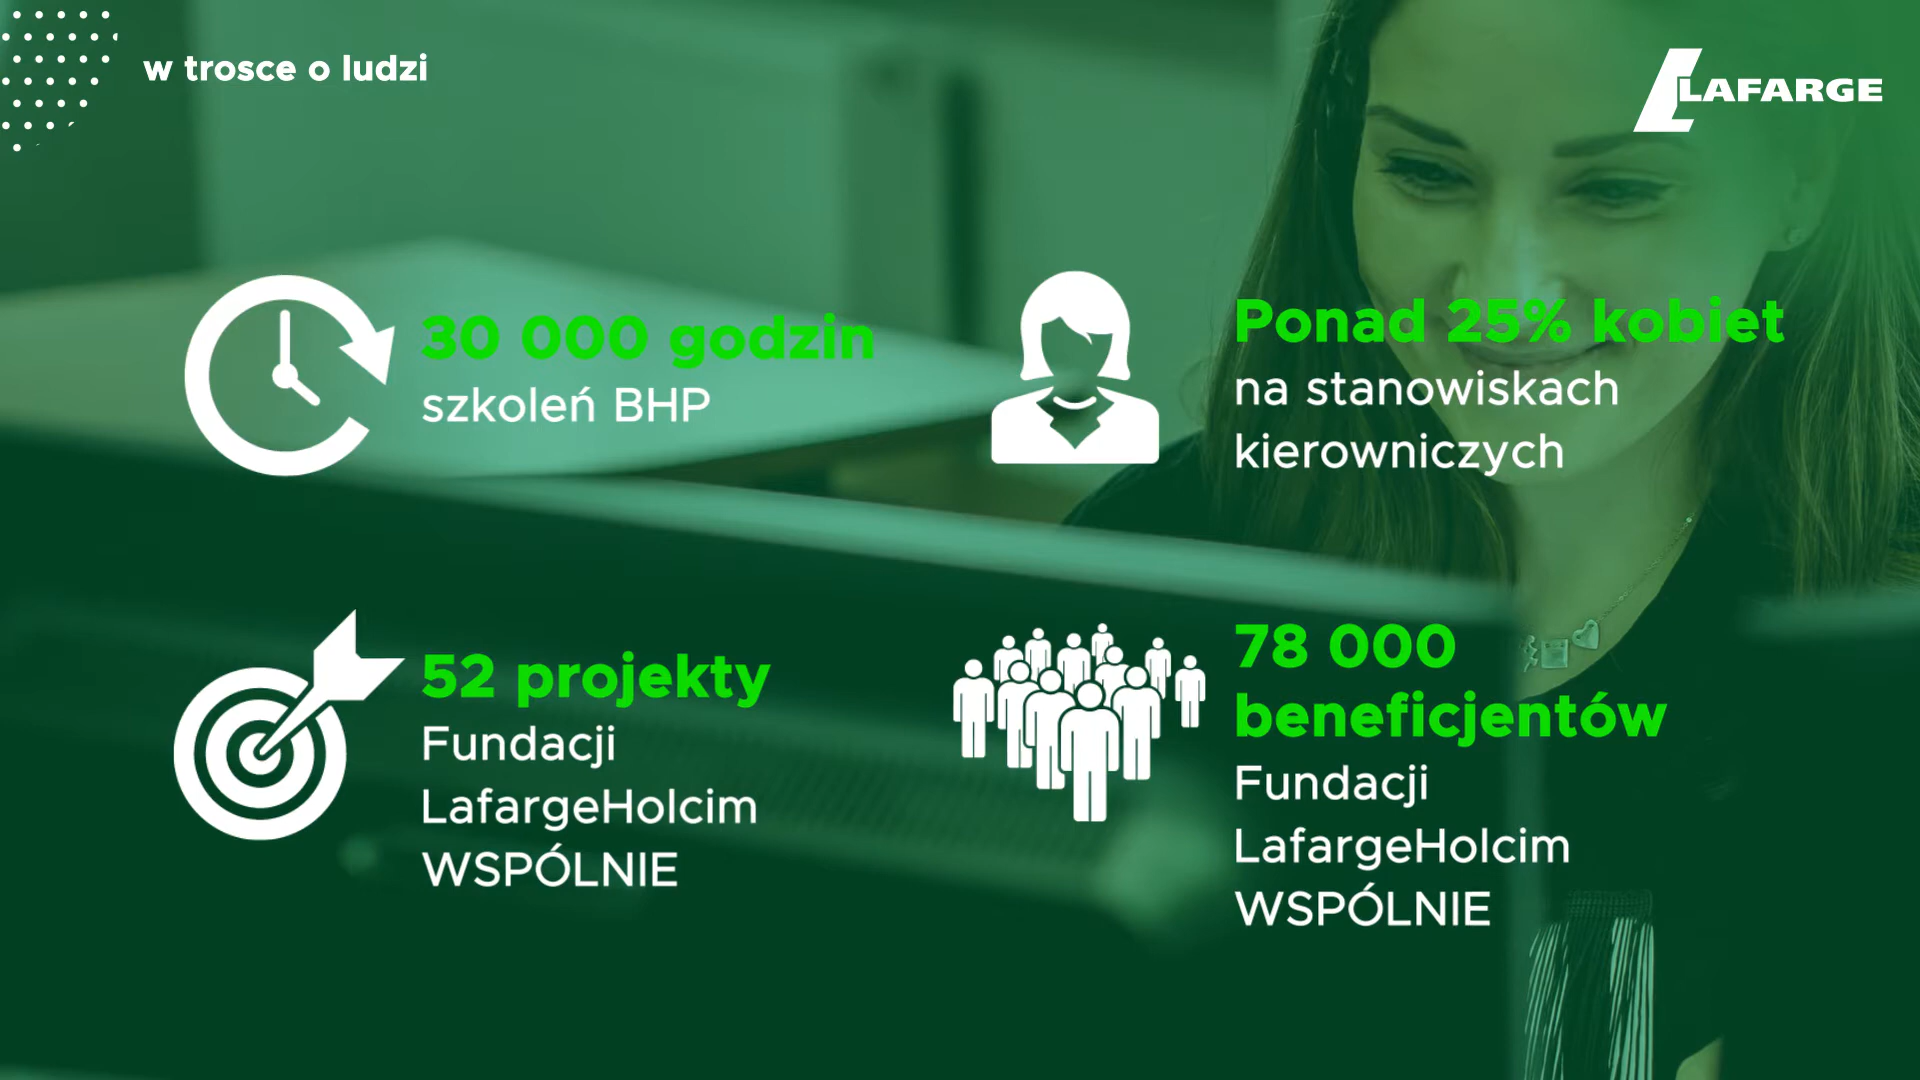 w trosce o ludzi
LAFARGE
30 000 godzin
szkoleń BHP
Ponad 25% kobiet
na stanowiskach
kierowniczych
52 projekty
Fundacji
LafargeHolcim
WSPÓLNIE
78 000
beneficjentów
Fundacji
LafargeHolcim
WSPÓLNIE